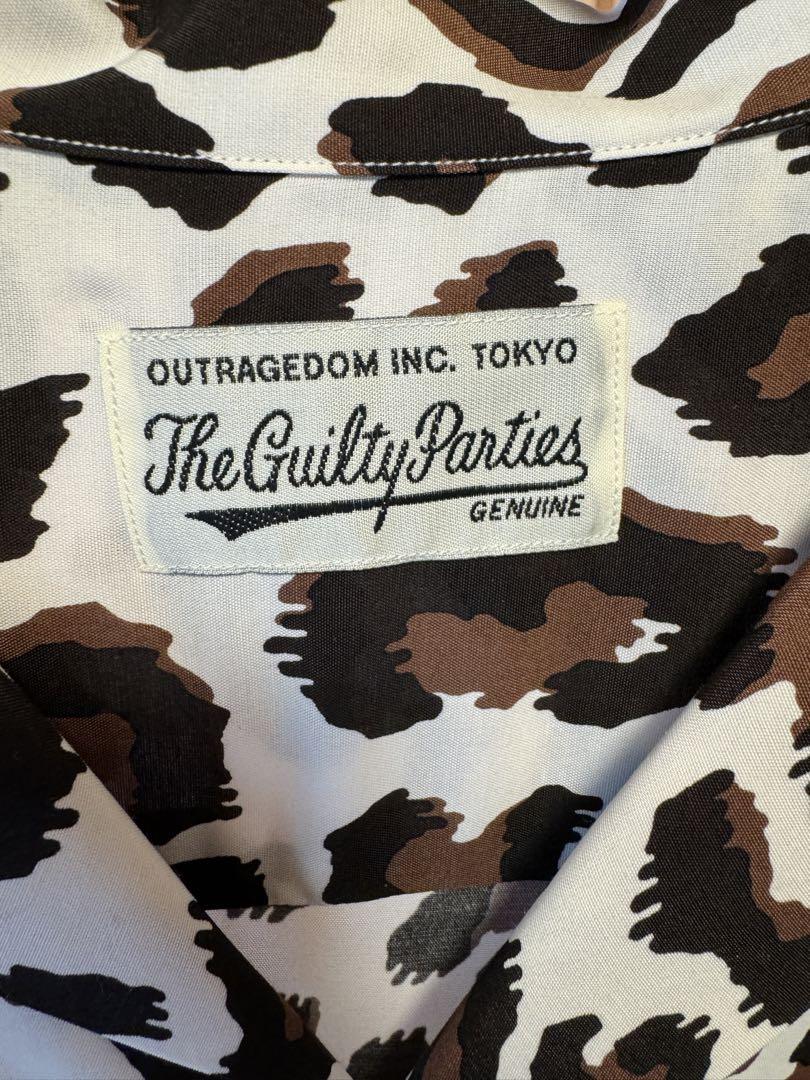 OUTRAGEDOM INC. TOKYO
The Guilty Parties
GENUINE